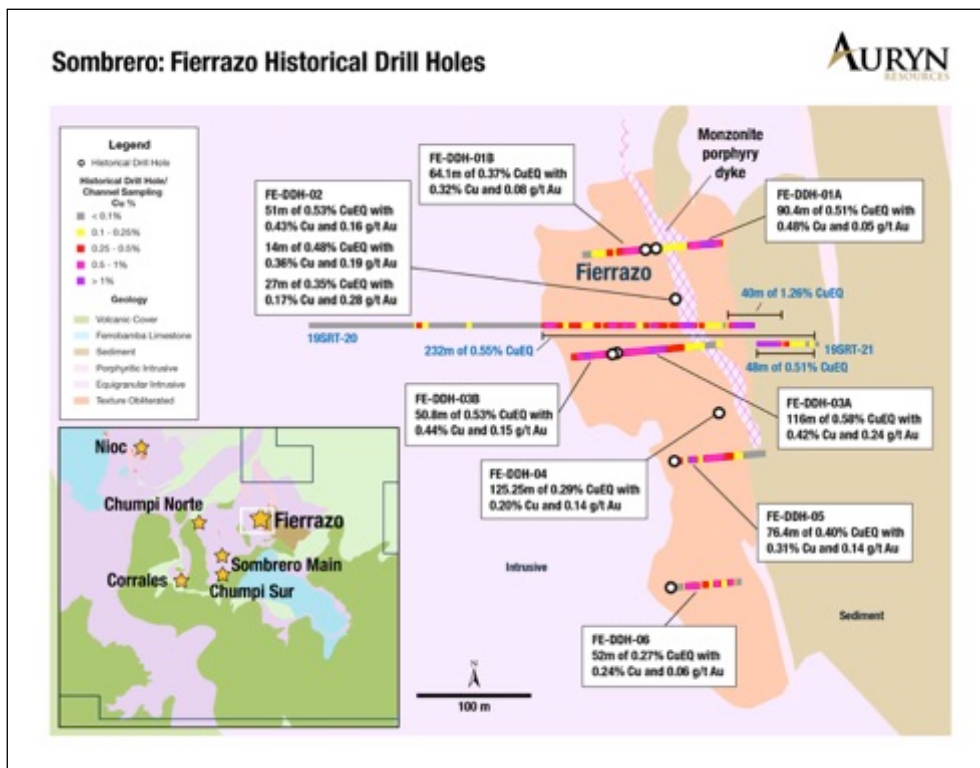 Sombrero: Fierrazo Historical Drill Holes
AURYN
RESOURCES
Legend
Historical Drill Hole
Historical Drill Hole/
Channel Sampling
Cu %
< 0.1%
0.1 - 0.25%
0.25 - 0.5%
0.5 - 1%
> 1%
Geology
Volcanic Cover
Ferrobamba Limestone
Sediment
Porphyritic Intrusive
Equigranular Intrusive
Texture Obliterated
FE-DDH-01B
64.1m of 0.37% CuEQ with
0.32% Cu and 0.08 g/t Au
Monzonite
porphyry
dyke
FE-DDH-02
51m of 0.53% CuEQ with
0.43% Cu and 0.16 g/t Au
14m of 0.48% CuEQ with
0.36% Cu and 0.19 g/t Au
27m of 0.35% CuEQ with
0.17% Cu and 0.28 g/t Au
FE-DDH-01A
90.4m of 0.51% CuEQ with
0.48% Cu and 0.05 g/t Au
Fierrazo
40m of 1.26% CuEQ
19SRT-20
232m of 0.55% CuEQ
19SRT-21
48m of 0.51% CuEQ
FE-DDH-03B
50.8m of 0.53% CuEQ with
0.44% Cu and 0.15 g/t Au
FE-DDH-03A
116m of 0.58% CuEQ with
0.42% Cu and 0.24 g/t Au
FE-DDH-04
125.25m of 0.29% CuEQ with
0.20% Cu and 0.14 g/t Au
FE-DDH-05
76.4m of 0.40% CuEQ with
0.31% Cu and 0.14 g/t Au
Intrusive
Sediment
FE-DDH-06
52m of 0.27% CuEQ with
0.24% Cu and 0.06 g/t Au
N
100 m
Nioc
Chumpi Norte
Fierrazo
Sombrero Main
Corrales
Chumpi Sur